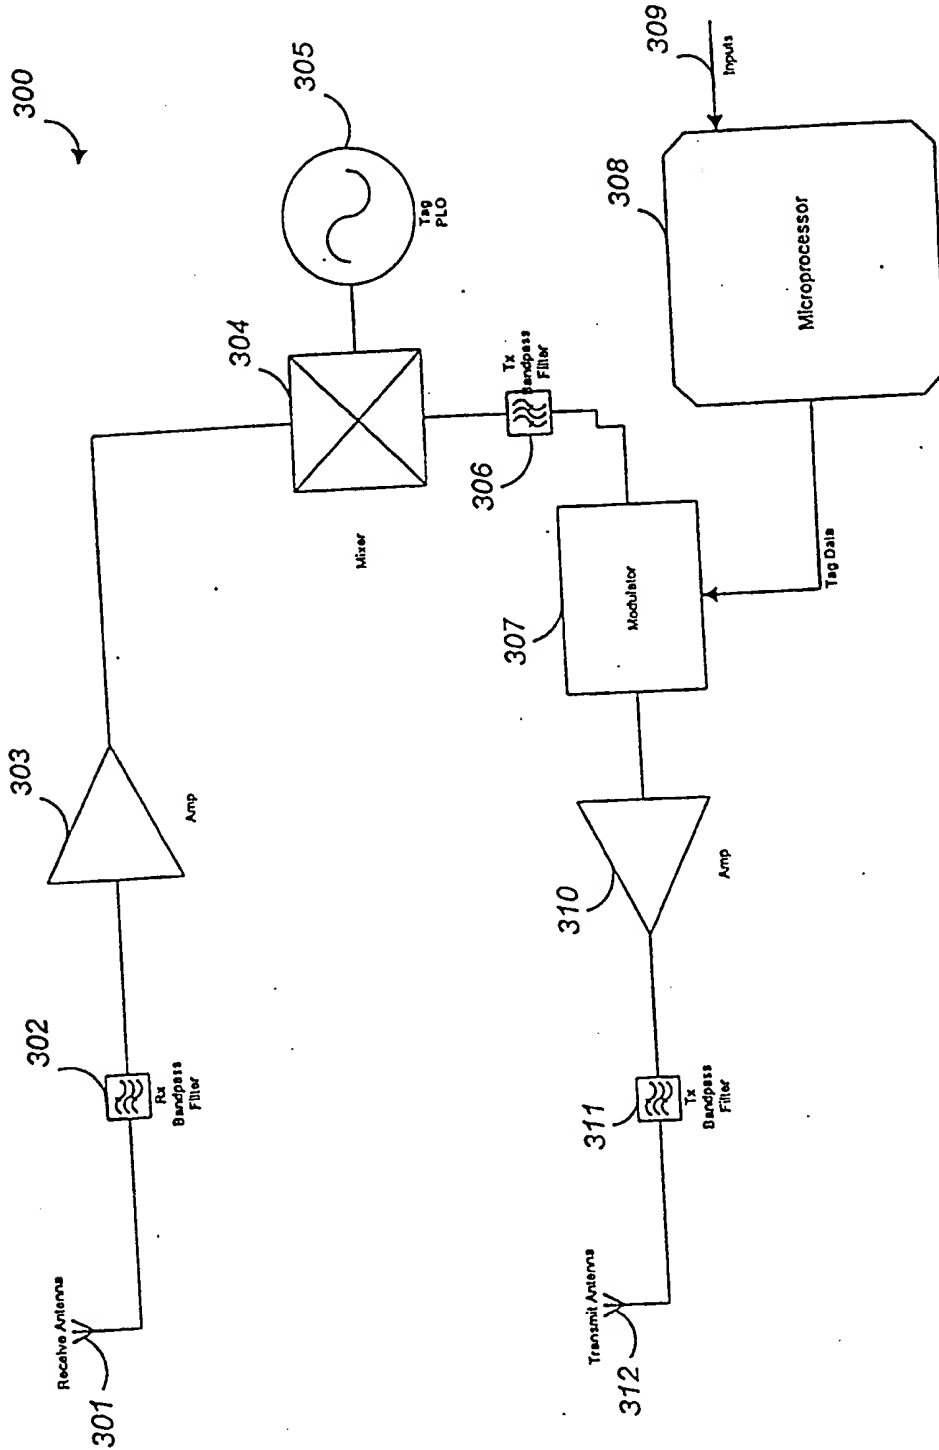 300
301
Receive Antenna
302
Rx
Bandpass
Filter
303
Amp
304
Mixer
305
Tag
PLO
306
Tx
Bandpass
Filter
307
Modulator
308
Microprocessor
309
Inputs
Tag Data
310
Amp
311
Tx
Bandpass
Filter
312
Transmit Antenna